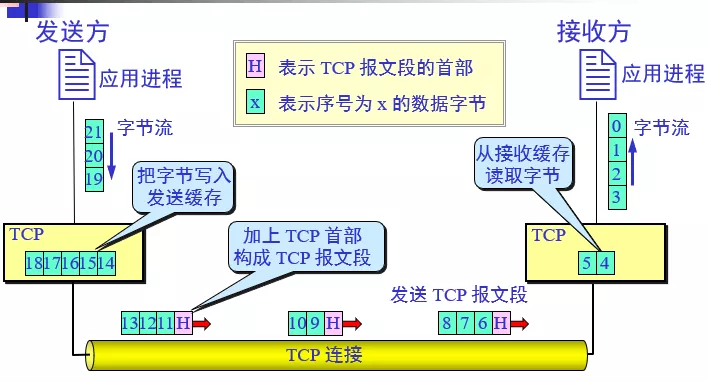 发送方
接收方
应用进程
H 表示 TCP 报文段的首部
x 表示序号为 x 的数据字节
应用进程
21
20
19
字节流
把字节写入
发送缓存
从接收缓存
读取字节
0
1
2
3
字节流
TCP
18 17 16 15 14
加上 TCP 首部
构成 TCP 报文段
TCP
5 4
发送 TCP 报文段
13 12 11 H
10 9 H
8 7 6 H
TCP 连接